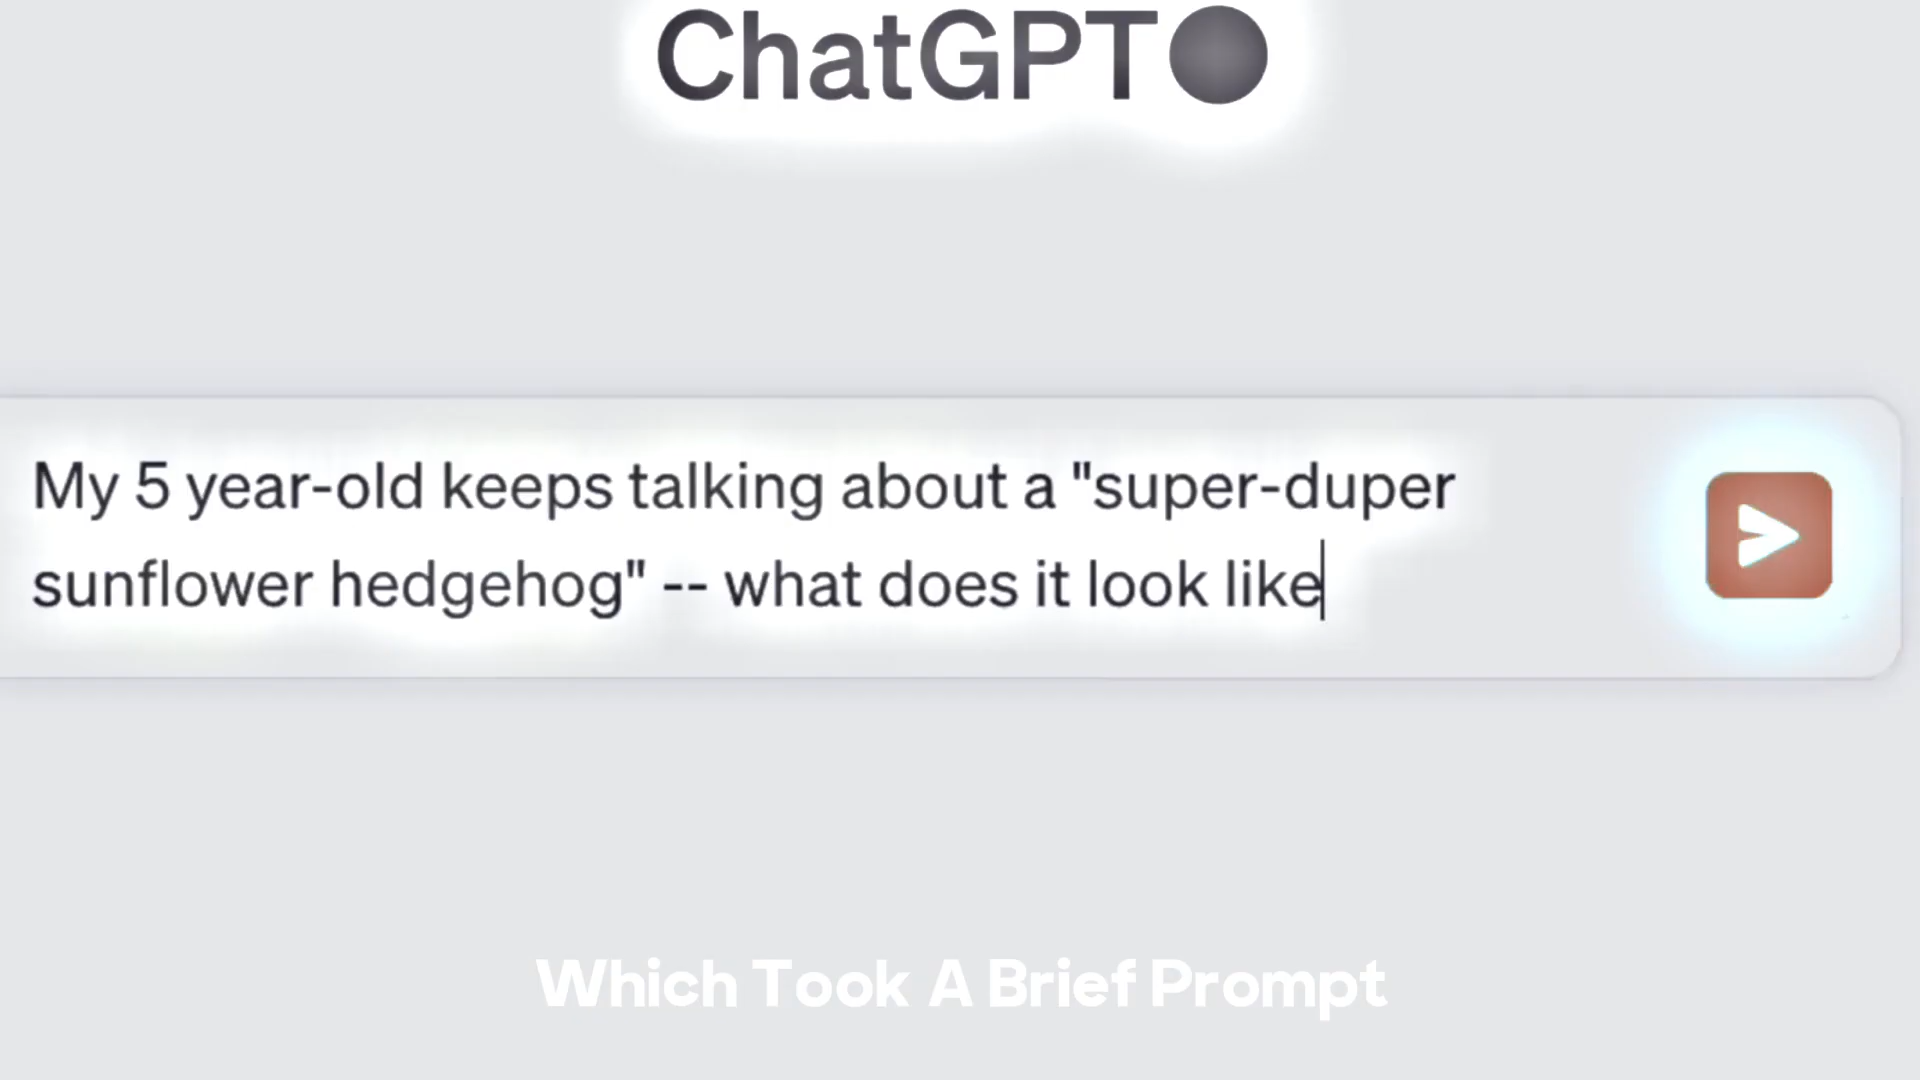 ChatGPT
My 5 year-old keeps talking about a "super-duper
sunflower hedgehog" -- what does it look like
Which Took A Brief Prompt